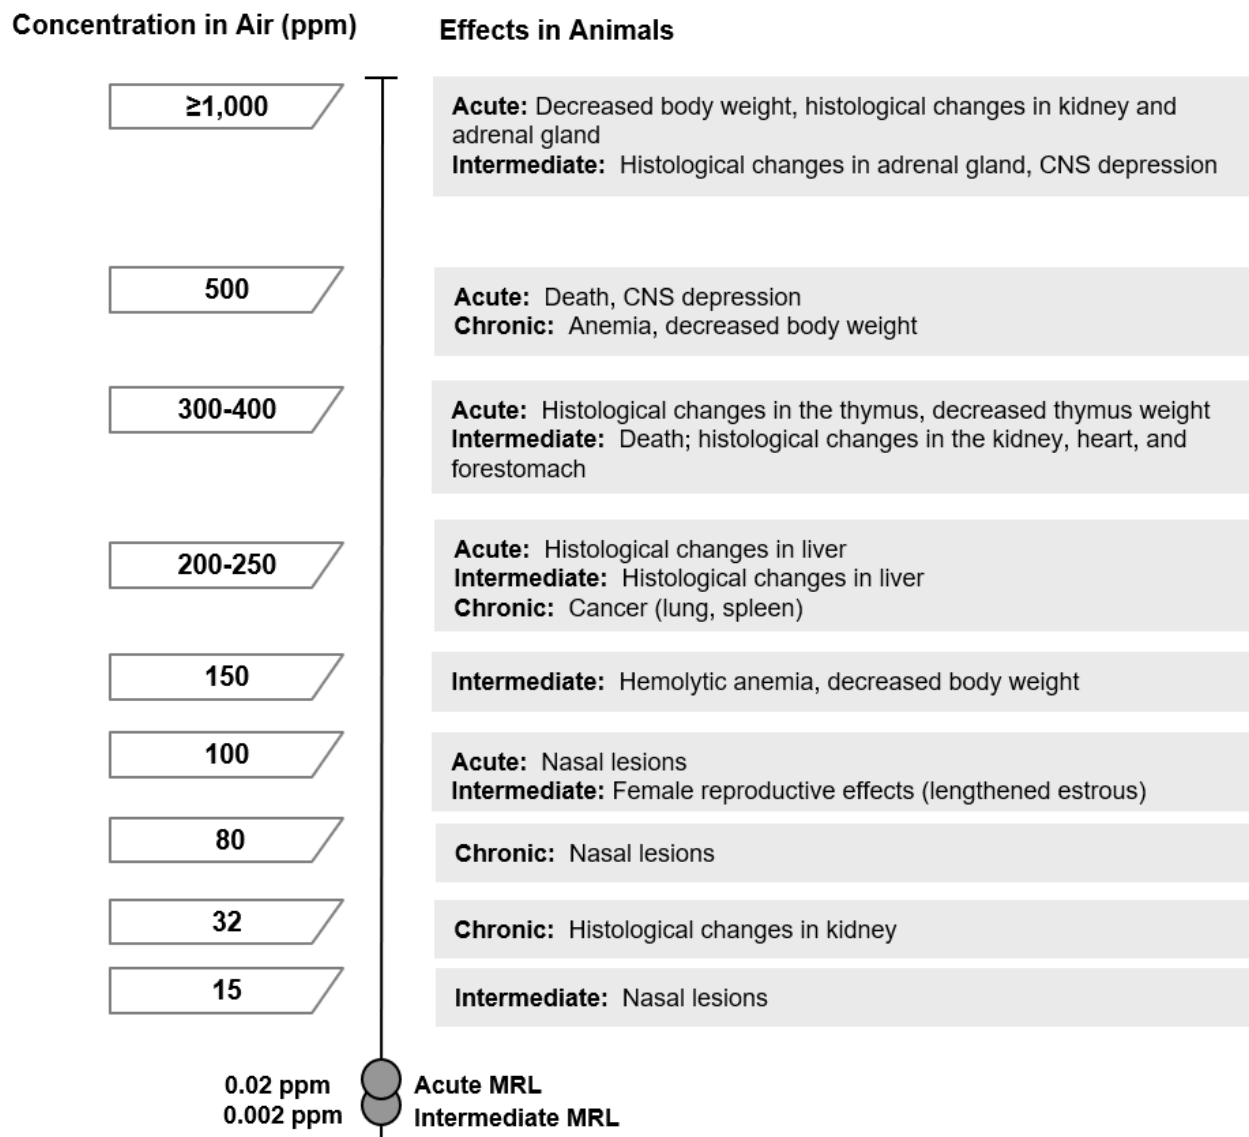 Concentration in Air (ppm)
Effects in Animals
≥1,000
Acute: Decreased body weight, histological changes in kidney and
adrenal gland
Intermediate: Histological changes in adrenal gland, CNS depression
500
Acute: Death, CNS depression
Chronic: Anemia, decreased body weight
300-400
Acute: Histological changes in the thymus, decreased thymus weight
Intermediate: Death; histological changes in the kidney, heart, and
forestomach
200-250
Acute: Histological changes in liver
Intermediate: Histological changes in liver
Chronic: Cancer (lung, spleen)
150
Intermediate: Hemolytic anemia, decreased body weight
100
Acute: Nasal lesions
Intermediate: Female reproductive effects (lengthened estrous)
80
Chronic: Nasal lesions
32
Chronic: Histological changes in kidney
15
Intermediate: Nasal lesions
0.02 ppm Acute MRL
0.002 ppm Intermediate MRL